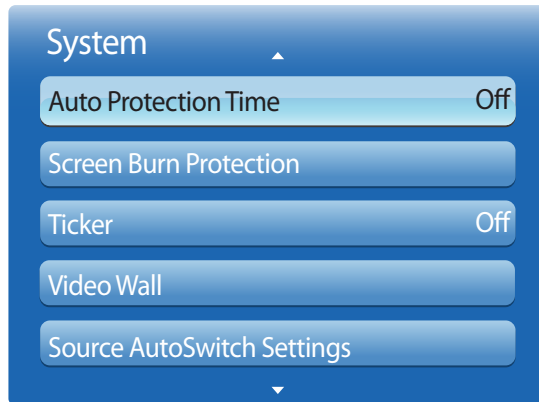 System
Auto Protection Time Off
Screen Burn Protection
Ticker Off
Video Wall
Source AutoSwitch Settings